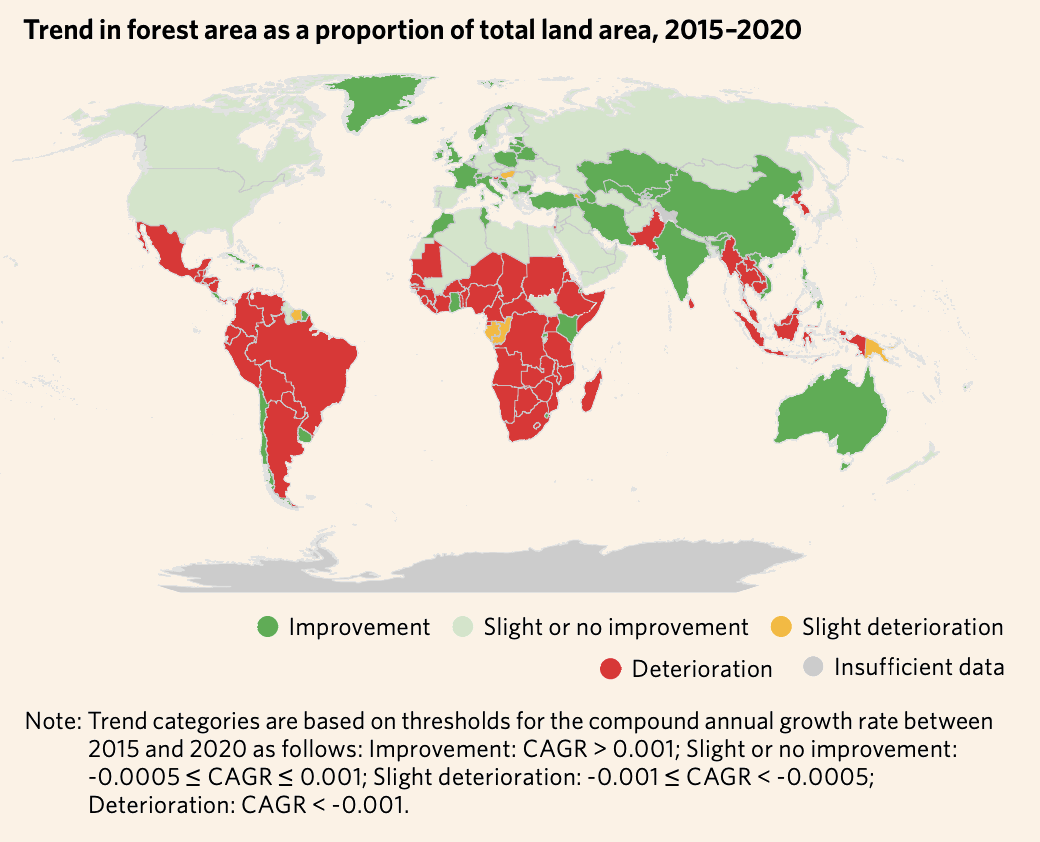 Trend in forest area as a proportion of total land area, 2015–2020
Improvement
Slight or no improvement
Slight deterioration
Deterioration
Insufficient data
Note: Trend categories are based on thresholds for the compound annual growth rate between
2015 and 2020 as follows: Improvement: CAGR > 0.001; Slight or no improvement:
-0.0005 ≤ CAGR ≤ 0.001; Slight deterioration: -0.001 ≤ CAGR < -0.0005;
Deterioration: CAGR < -0.001.